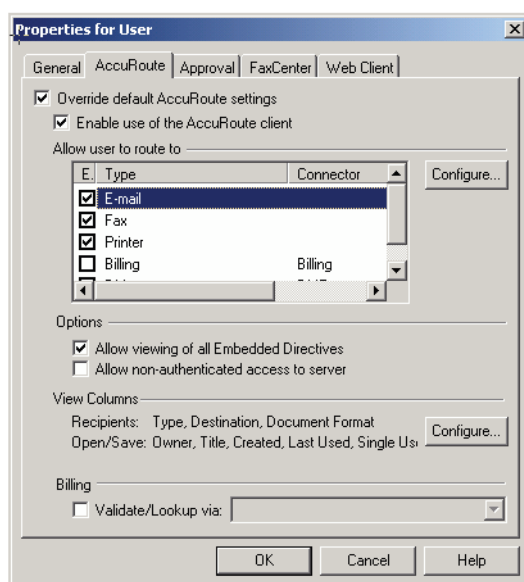 Properties for User
General AccuRoute Approval FaxCenter Web Client
Override default AccuRoute settings
Enable use of the AccuRoute client
Allow user to route to
E. Type Connector Configure...
E-mail
Fax
Printer
Billing Billing
Options
Allow viewing of all Embedded Directives
Allow non-authenticated access to server
View Columns
Recipients: Type, Destination, Document Format
Open/Save: Owner, Title, Created, Last Used, Single Configure...
Billing
Validate/Lookup via:
OK Cancel Help